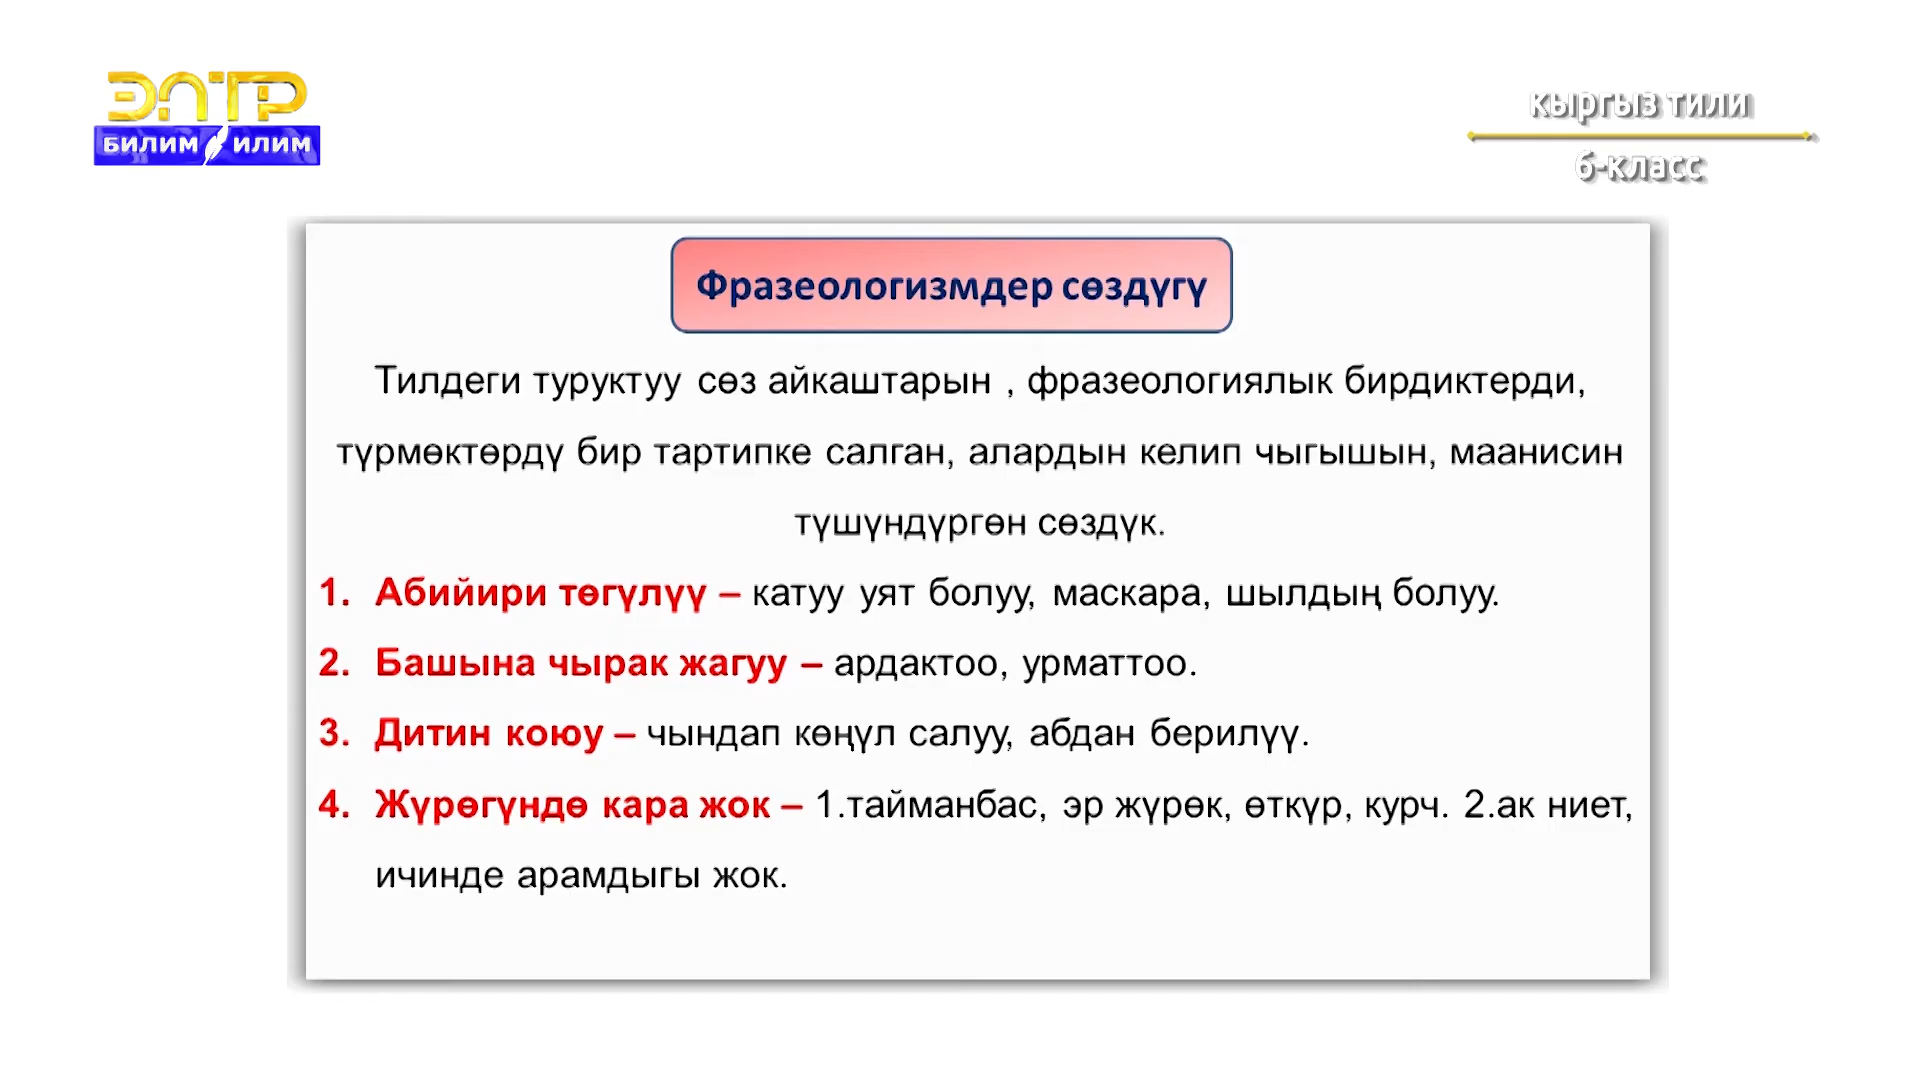 ЭЛТР
БИЛИМ ИЛИМ
кыргыз тили
6-класс
Фразеологизмдер сөздүгү
Тилдеги туруктуу сөз айкаштарын , фразеологиялык бирдиктерди,
түрмөктөрдү бир тартипке салган, алардын келип чыгышын, маанисин
түшүндүргөн сөздүк.
1. Абийири төгүлүү – катуу уят болуу, маскара, шылдың болуу.
2. Башына чырак жагуу – ардактоо, урматтоо.
3. Дитин коюу – чындап көңүл салуу, абдан берилүү.
4. Жүрөгүндө кара жок – 1.тайманбас, эр жүрөк, өткүр, курч. 2.ак ниет,
ичинде арамдыгы жок.